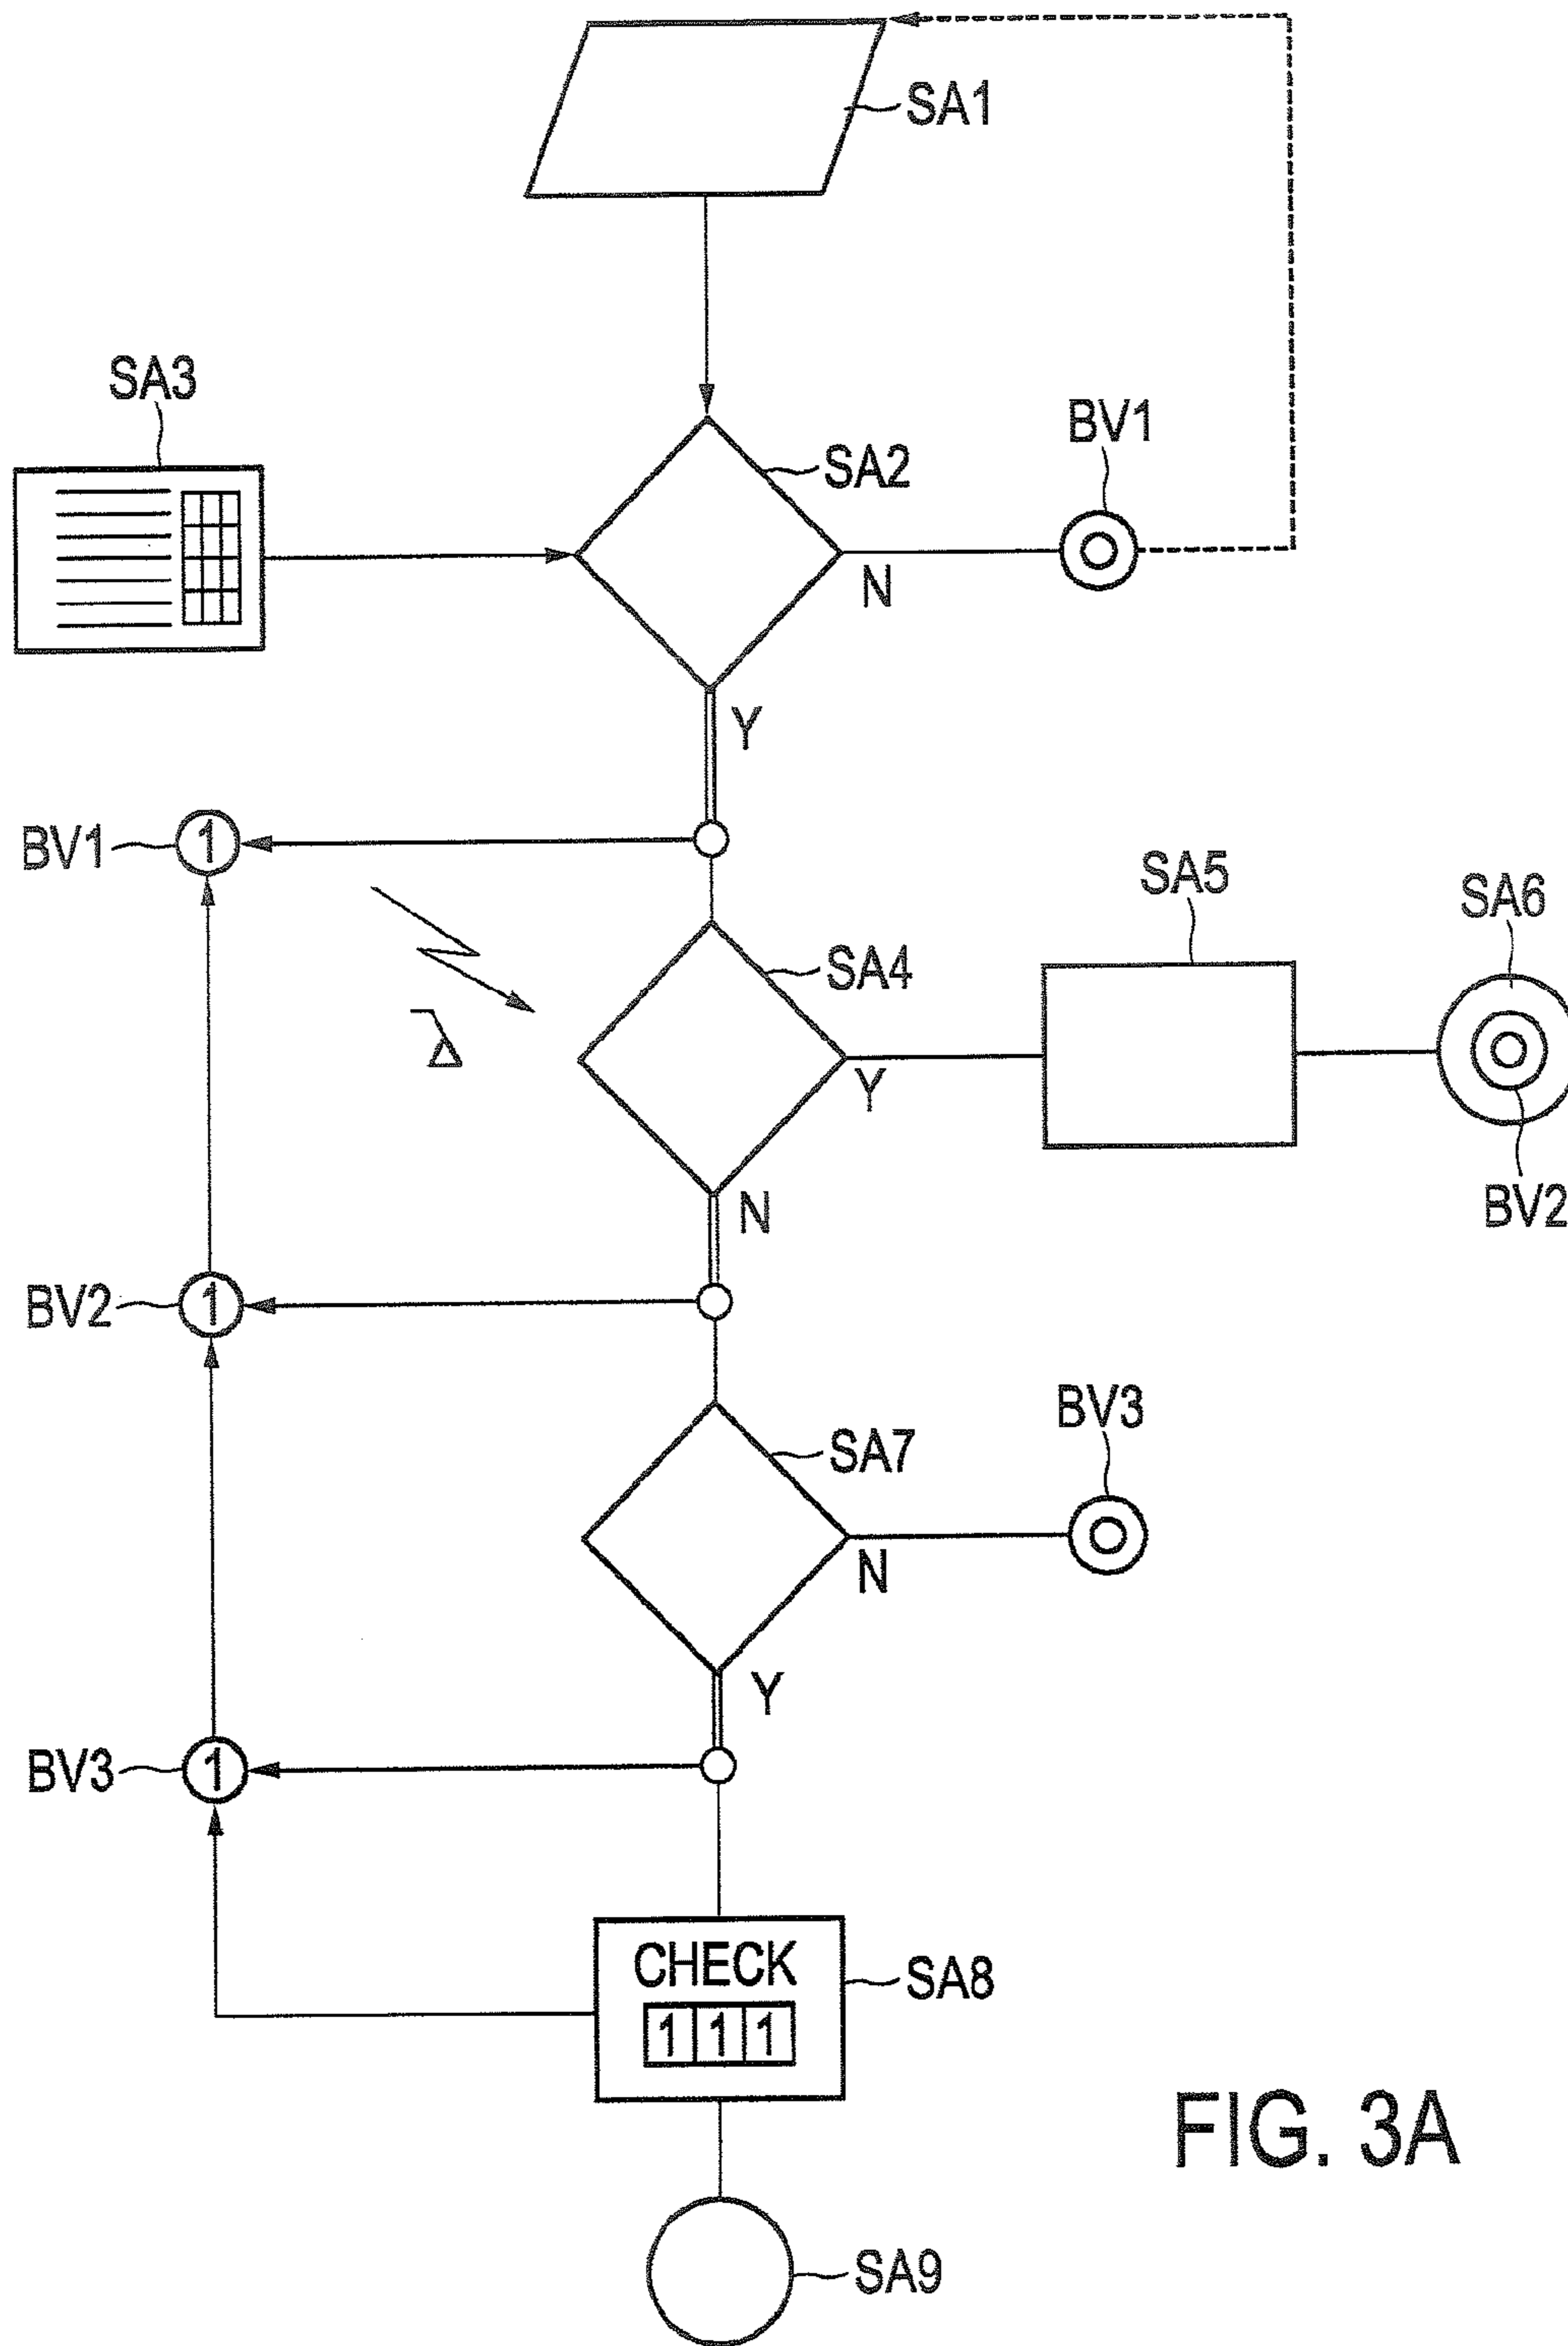 SA1
SA3
BV1
SA2
N
Y
BV1
1
SA5
SA6
SA4
Y
N
BV2
BV2
1
BV3
SA7
N
Y
BV3
1
CHECK
SA8
1 1 1
FIG. 3A
SA9